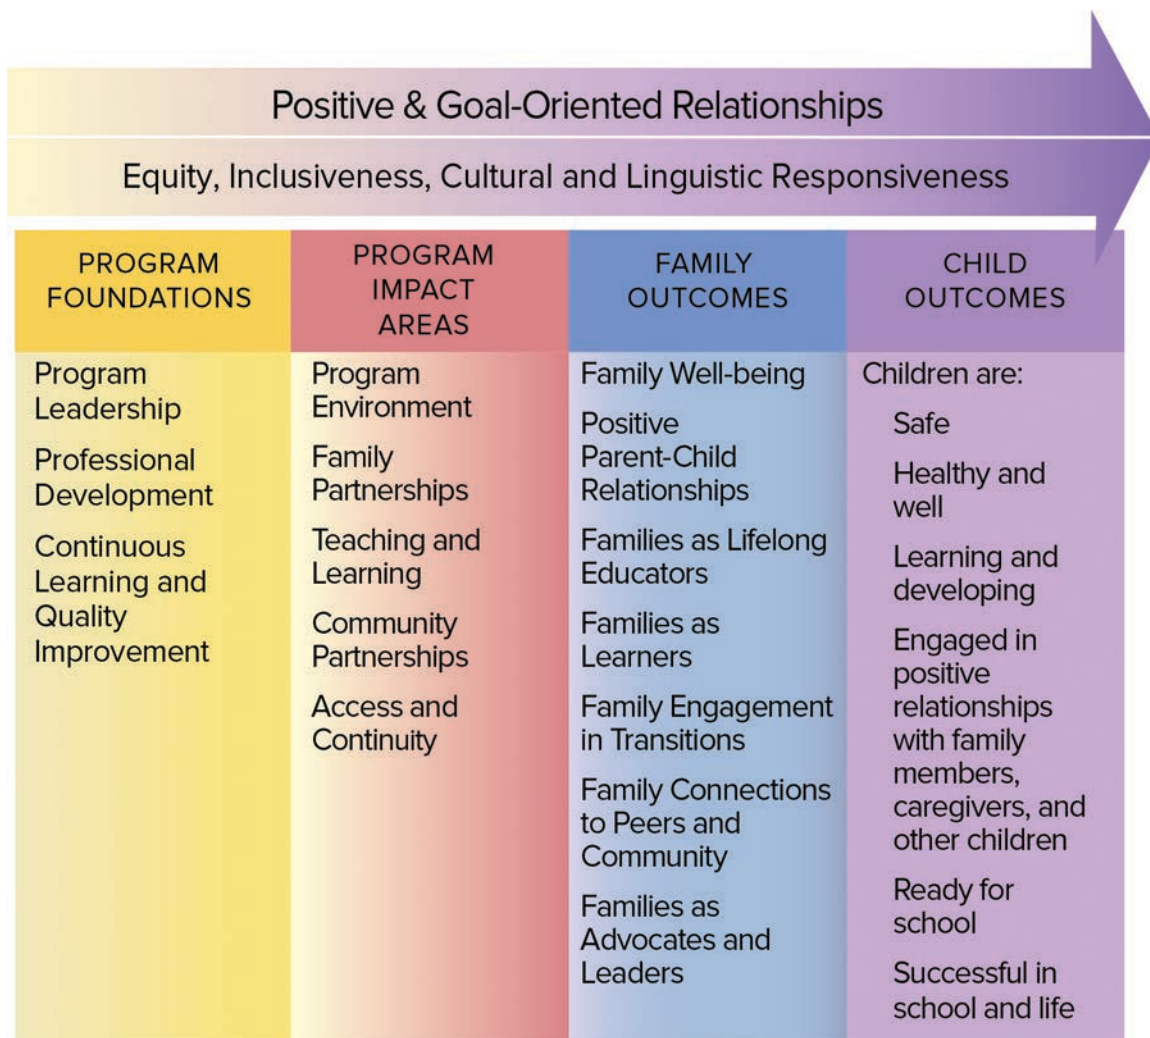 Positive & Goal-Oriented Relationships
Equity, Inclusiveness, Cultural and Linguistic Responsiveness
PROGRAM
FOUNDATIONS
Program
Leadership
Professional
Development
Continuous
Learning and
Quality
Improvement
PROGRAM
IMPACT
AREAS
Program
Environment
Family
Partnerships
Teaching and
Learning
Community
Partnerships
Access and
Continuity
FAMILY
OUTCOMES
Family Well-being
Positive
Parent-Child
Relationships
Families as Lifelong
Educators
Families as
Learners
Family Engagement
in Transitions
Family Connections
to Peers and
Community
Families as
Advocates and
Leaders
CHILD
OUTCOMES
Children are:
Safe
Healthy and
well
Learning and
developing
Engaged in
positive
relationships
with family
members,
caregivers, and
other children
Ready for
school
Successful in
school and life